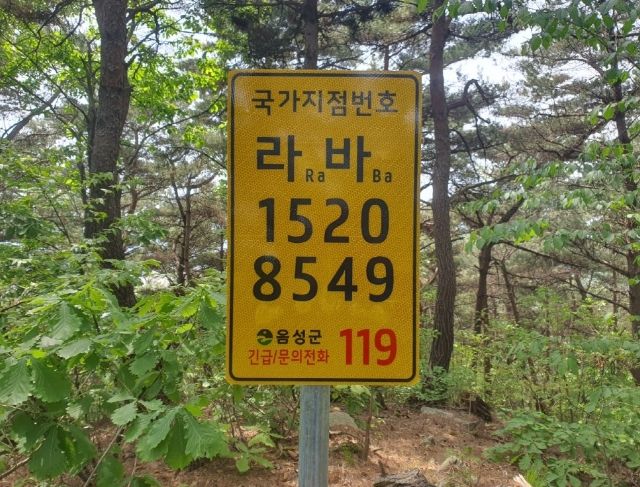 국가지점번호
라Ra 바Ba
1520
8549
음성군
긴급/문의전화 119